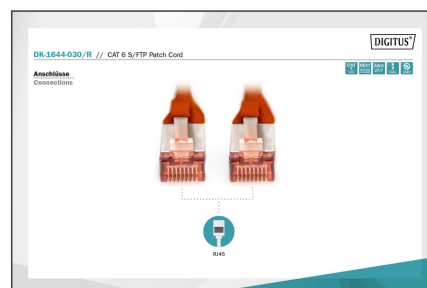 DIGITUS®
DK-1644-030/R // CAT 6 S/FTP Patch Cord
Anschlüsse
Connections
RJ45